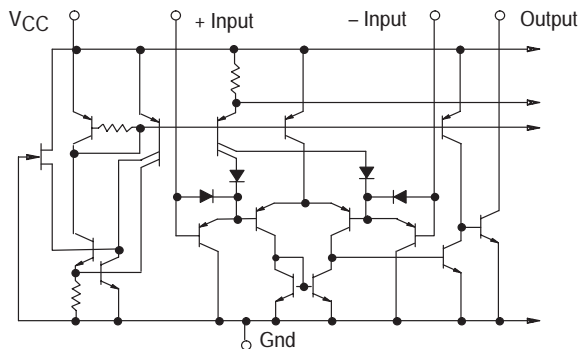 VCC
+ Input
– Input
Output
Gnd